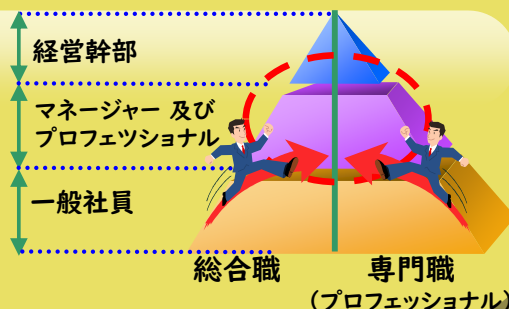 経営幹部
マネージャー 及び
プロフェツショナル
一般社員
総合職
専門職
(プロフェッショナル)